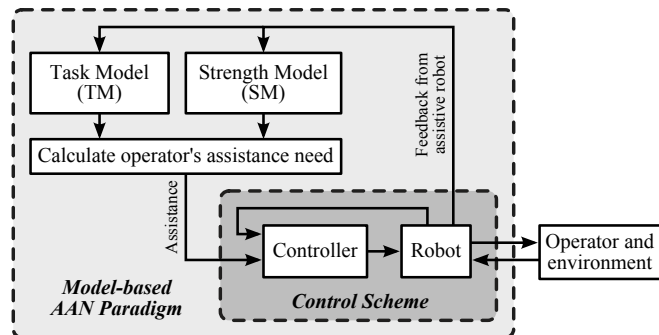 Task Model
(TM)
Strength Model
(SM)
Feedback from
assistive robot
Calculate operator's assistance need
Assistance
Controller
Robot
Operator and
environment
Model-based
AAN Paradigm
Control Scheme